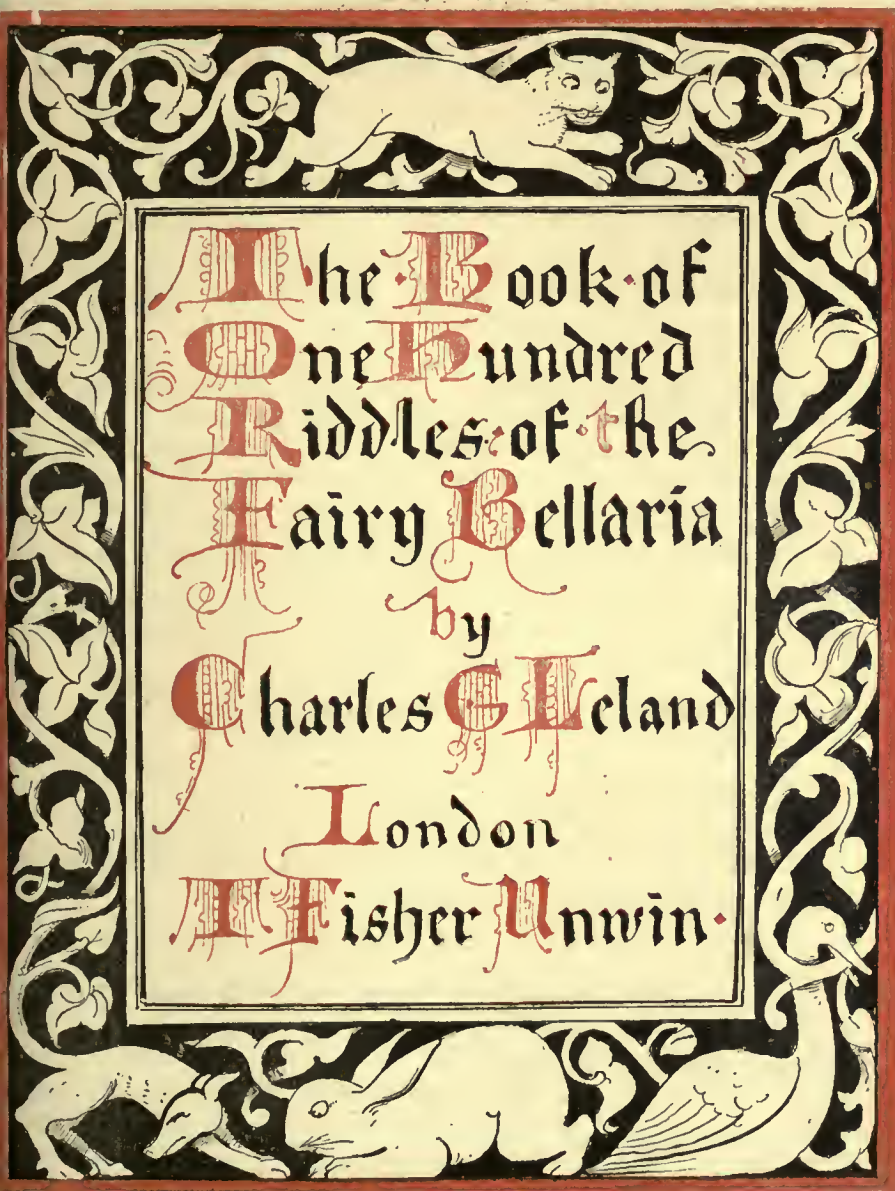 The · Book · of
One Hundred
Riddles · of · the
Fairy Bellaria
by
Charles G Leland
London
T Fisher Unwin ·